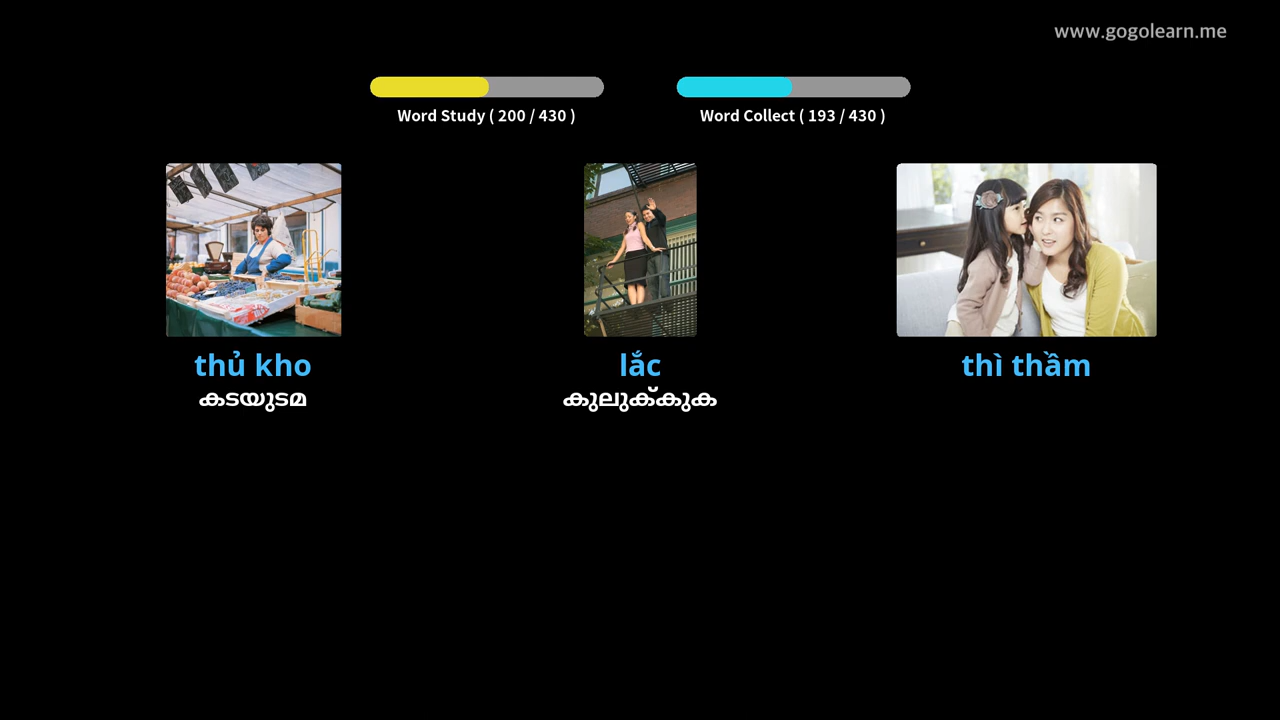 www.gogolearn.me
Word Study ( 200 / 430 )
Word Collect ( 193 / 430 )
thủ kho
lắc
thì thầm
കടയുടമ
കുലുക്കുക